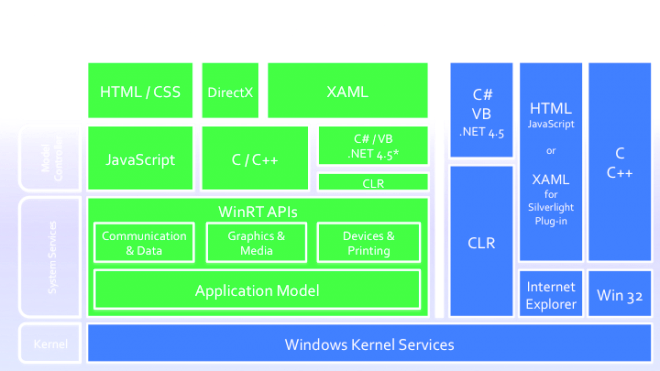 HTML / CSS
DirectX
XAML
C#
VB
.NET 4.5
HTML
JavaScript
or
XAML
for
Silverlight
Plug-in
C
C++
Model
Controller
JavaScript
C / C++
C# / VB
.NET 4.5*
CLR
System Services
WinRT APIs
Communication
& Data
Graphics &
Media
Devices &
Printing
Application Model
CLR
Internet
Explorer
Win 32
Kernel
Windows Kernel Services